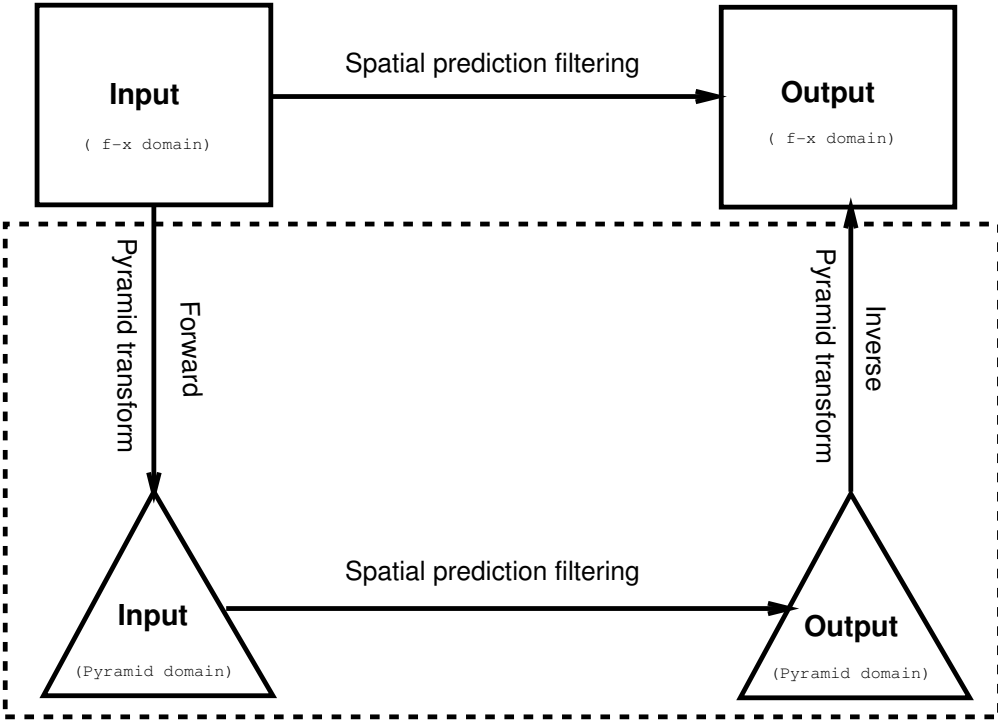 Input
( f-x domain)
Spatial prediction filtering
Output
( f-x domain)
Pyramid transform
Forward
Pyramid transform
Inverse
Input
(Pyramid domain)
Spatial prediction filtering
Output
(Pyramid domain)